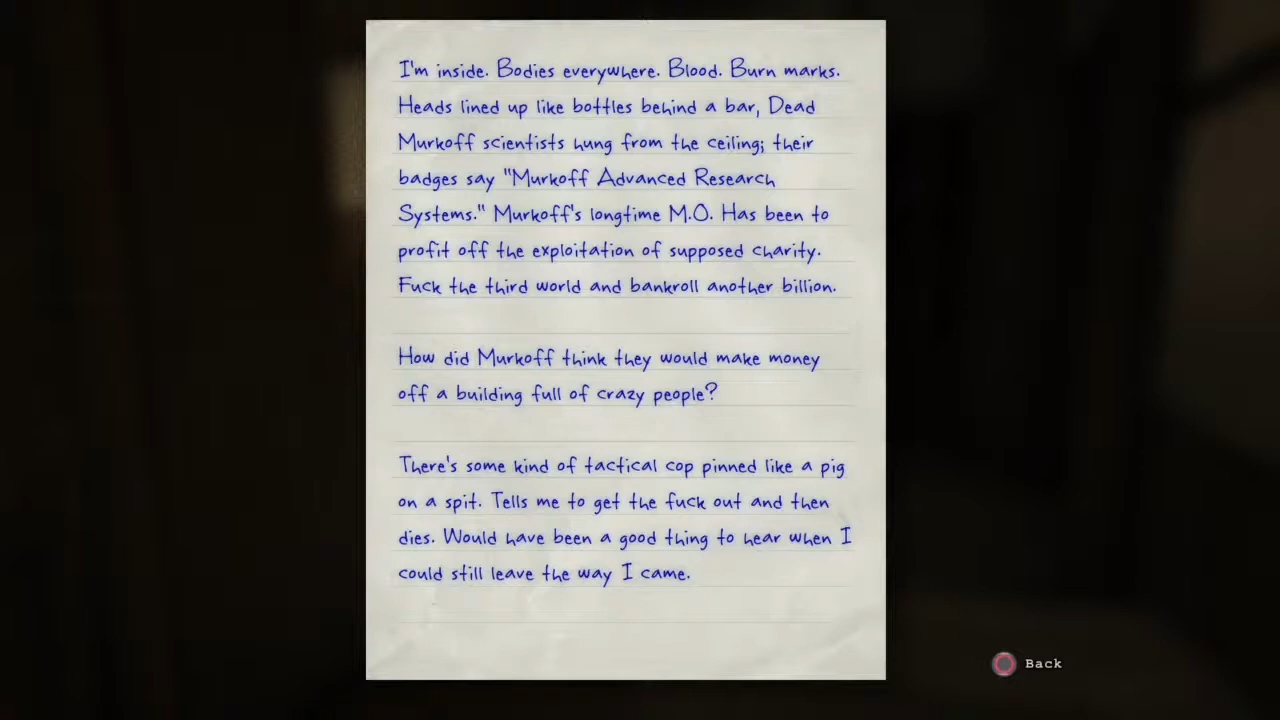 I'm inside. Bodies everywhere. Blood. Burn marks.
Heads lined up like bottles behind a bar, Dead
Murkoff scientists hung from the ceiling; their
badges say "Murkoff Advanced Research
Systems." Murkoff's longtime M.O. Has been to
profit off the exploitation of supposed charity.
Fuck the third world and bankroll another billion.
How did Murkoff think they would make money
off a building full of crazy people?
There's some kind of tactical cop pinned like a pig
on a spit. Tells me to get the fuck out and then
dies. Would have been a good thing to hear when I
could still leave the way I came.
Back